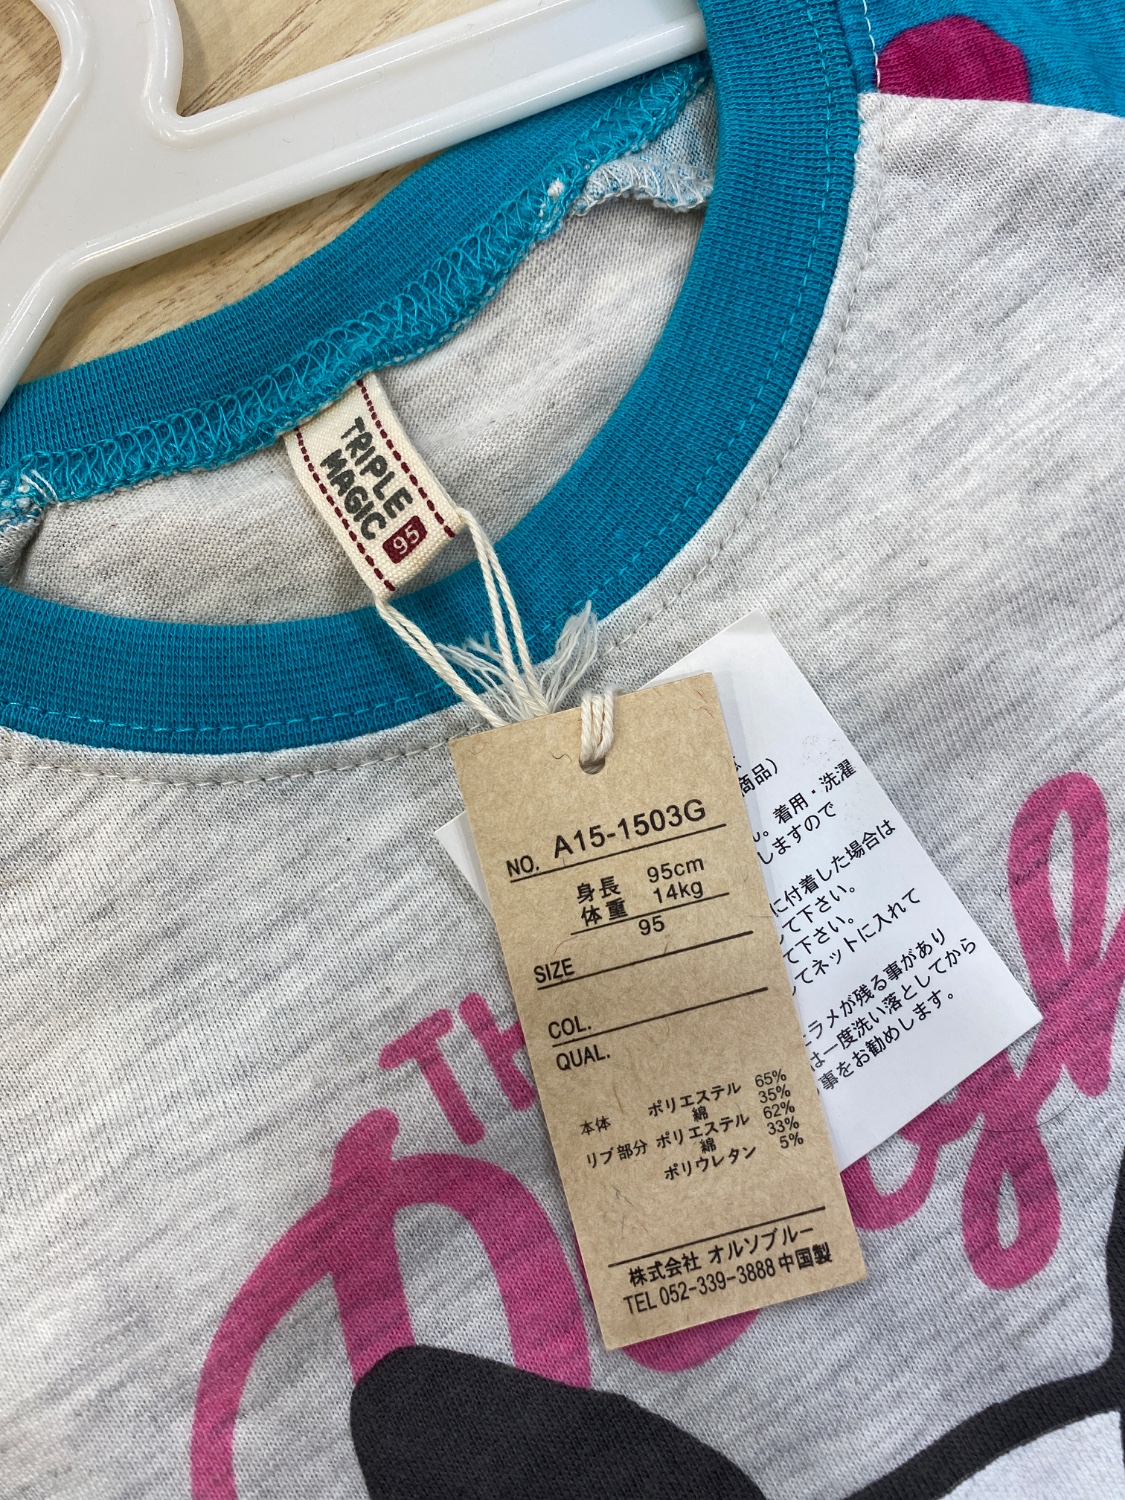 TRIPLE
MAGIC
95
NO. A15-1503G
身長 95cm
体重 14kg
95
SIZE
COL.
QUAL.
本体 ポリエステル 65%
綿 35%
リブ部分 ポリエステル 62%
綿 33%
ポリウレタン 5%
株式会社 オルソブルー
TEL 052-339-3888 中国製
商品)
。着用・洗濯
しますので
に付着した場合は
て下さい。
て下さい。
てネットに入れて
ラメが残る事があり
は一度洗い落としてから
事をお勧めします。
TH